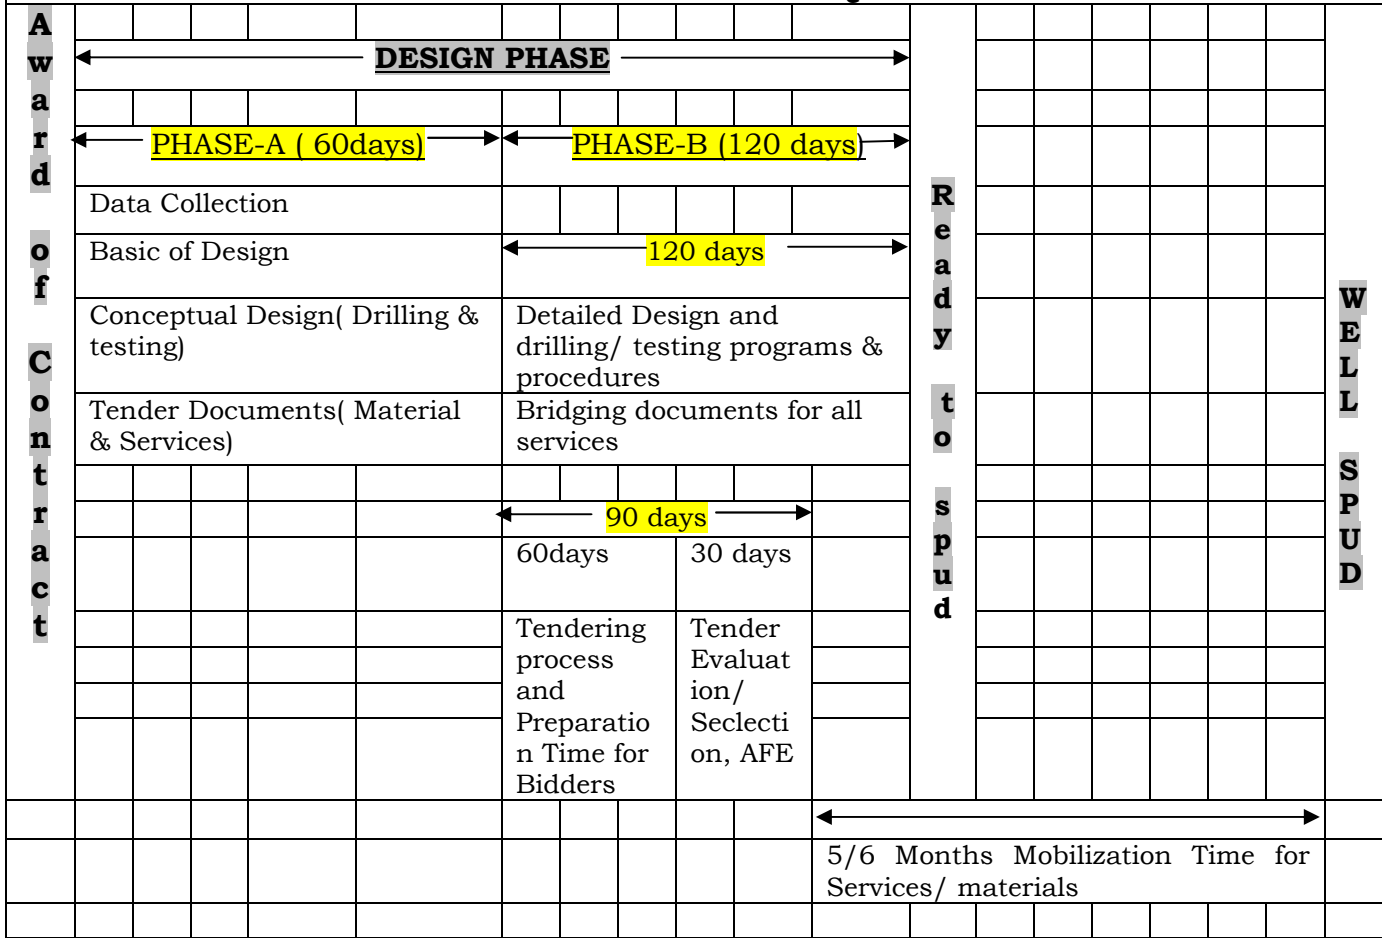 Award of Contract
DESIGN PHASE
PHASE-A ( 60days)
PHASE-B (120 days)
Data Collection
Basic of Design
120 days
Conceptual Design( Drilling &
testing)
Detailed Design and
drilling/ testing programs &
procedures
Tender Documents( Material
& Services)
Bridging documents for all
services
90 days
60days
30 days
Tendering
process
and
Preparatio
n Time for
Bidders
Tender
Evaluat
ion/
Seclecti
on, AFE
Ready to spud
WELL SPUD
5/6 Months Mobilization Time for
Services/ materials